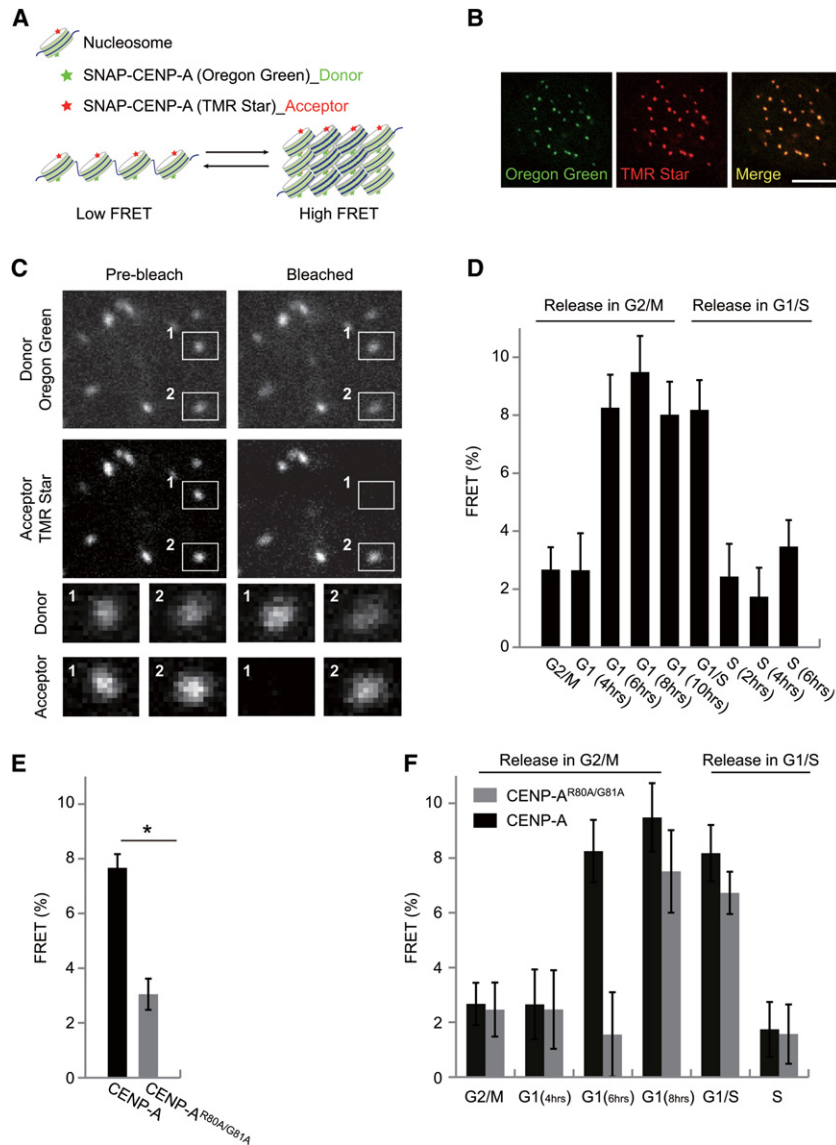 A
Nucleosome
SNAP-CENP-A (Oregon Green)_Donor
SNAP-CENP-A (TMR Star)_Acceptor
Low FRET
High FRET
B
Oregon Green
TMR Star
Merge
C
Pre-bleach
Bleached
Donor
Oregon Green
1
2
1
2
Acceptor
TMR Star
1
2
1
2
Donor
1
2
1
2
Acceptor
1
2
1
2
D
Release in G2/M
Release in G1/S
FRET (%)
10
8
6
4
2
0
G2/M
G1 (4hrs)
G1 (6hrs)
G1 (8hrs)
G1 (10hrs)
G1/S
S (2hrs)
S (4hrs)
S (6hrs)
E
FRET (%)
10
8
6
4
2
0
*
CENP-A
CENP-A^R80A/G81A
F
Release in G2/M
Release in G1/S
CENP-A^R80A/G81A
CENP-A
FRET (%)
10
8
6
4
2
0
G2/M
G1(4hrs)
G1(6hrs)
G1(8hrs)
G1/S
S